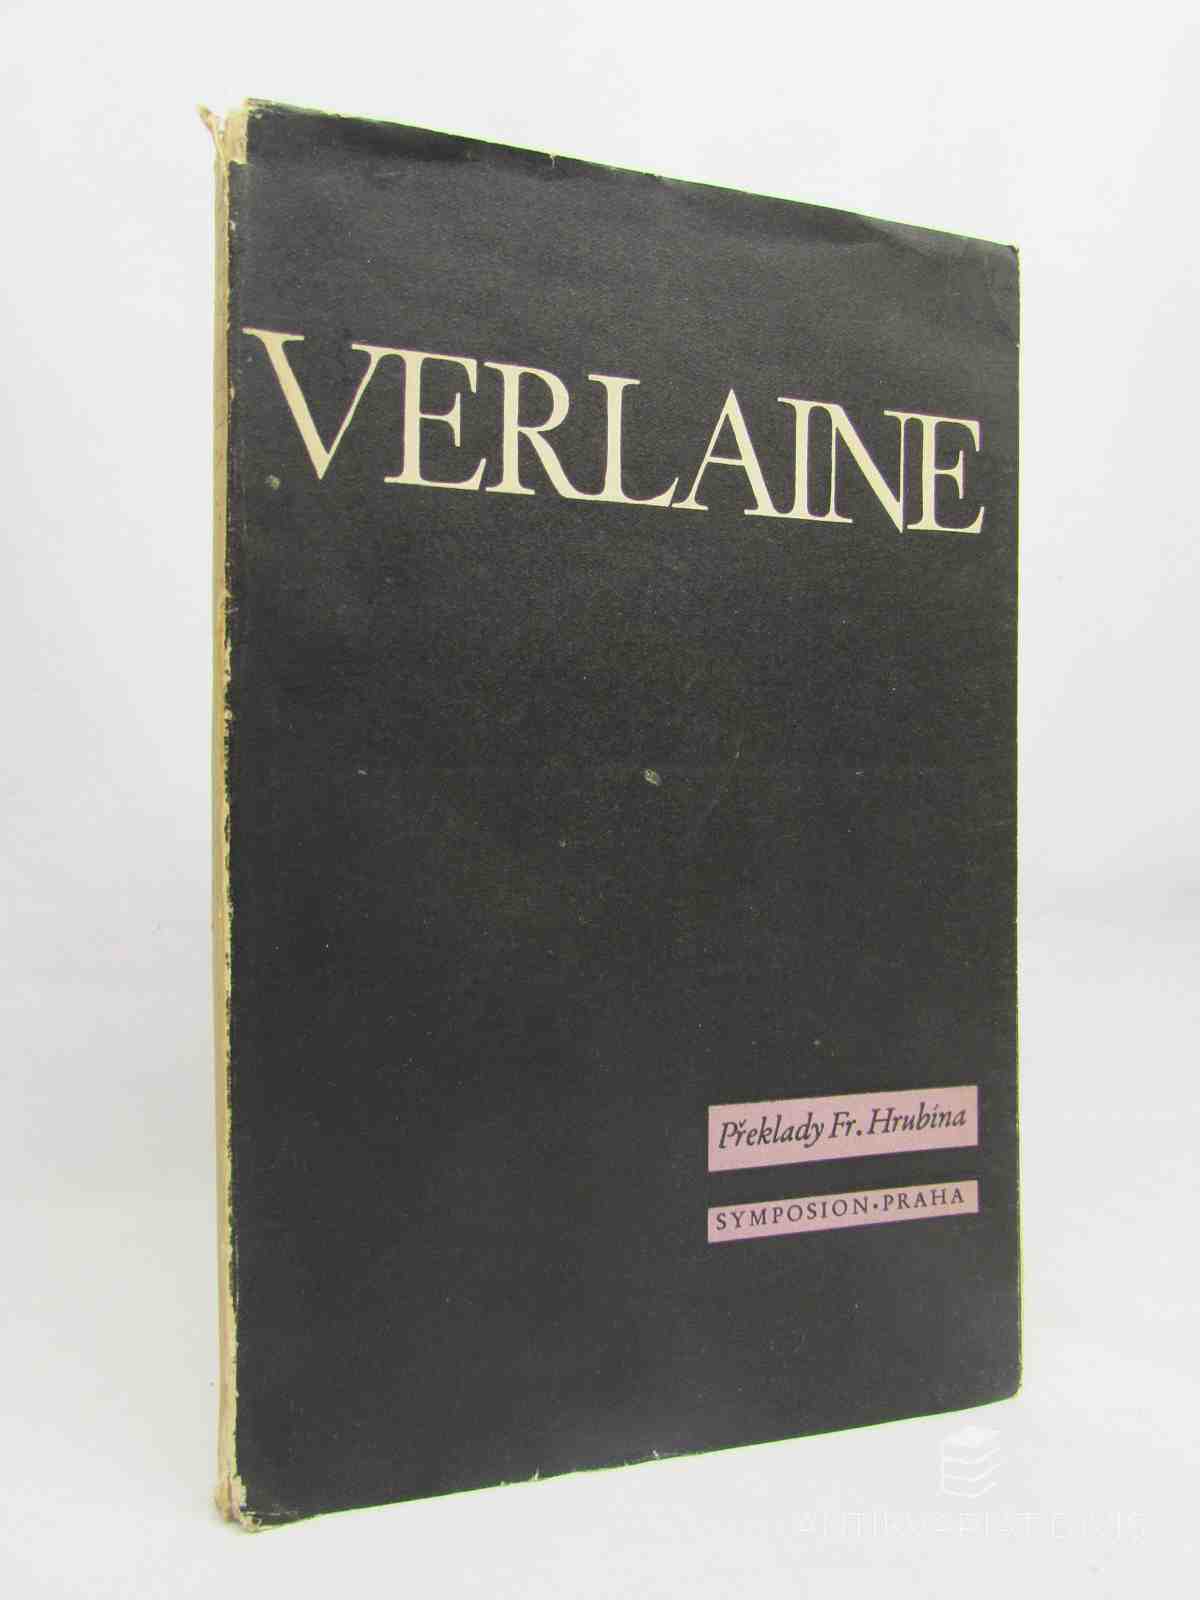 VERLAINE
Překlady Fr. Hrubína
SYMPOSION•PRAHA